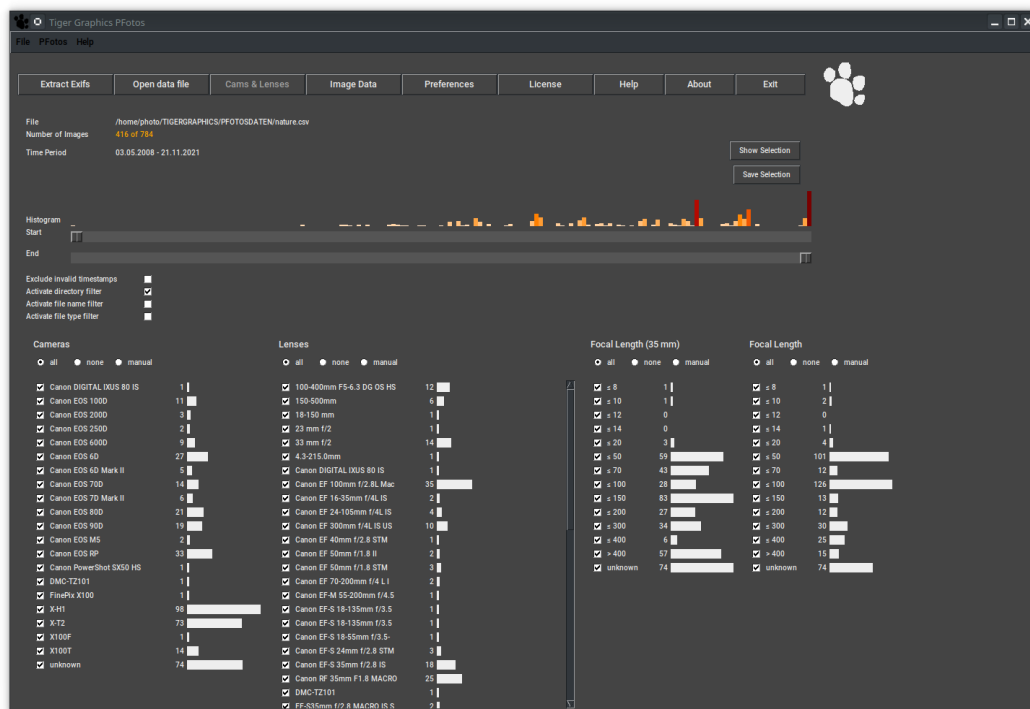 Tiger Graphics PFotos
File PFotos Help
Extract Exifs Open data file Cams & Lenses Image Data Preferences License Help About Exit
File /home/photo/TIGERGRAPHICS/PFOTOSDATEN/nature.csv
Number of Images 416 of 784
Time Period 03.05.2008 - 21.11.2021
Show Selection
Save Selection
Histogram
Start
End
Exclude invalid timestamps
Activate directory filter
Activate file name filter
Activate file type filter
Cameras
all none manual
Canon DIGITAL IXUS 80 IS 1
Canon EOS 100D 11
Canon EOS 200D 3
Canon EOS 250D 2
Canon EOS 600D 9
Canon EOS 6D 27
Canon EOS 6D Mark II 5
Canon EOS 70D 14
Canon EOS 7D Mark II 6
Canon EOS 80D 21
Canon EOS 90D 19
Canon EOS M5 2
Canon EOS RP 33
Canon PowerShot SX50 HS 1
DMC-TZ101 1
FinePix X100 1
X-H1 98
X-T2 73
X100F 1
X100T 14
unknown 74
Lenses
all none manual
100-400mm F5-6.3 DG OS HS 12
150-500mm 6
18-150 mm 1
23 mm f/2 1
33 mm f/2 14
4.3-215.0mm 1
Canon DIGITAL IXUS 80 IS 1
Canon EF 100mm f/2.8L Mac 35
Canon EF 16-35mm f/4L IS 2
Canon EF 24-105mm f/4L IS 4
Canon EF 300mm f/4L IS US 10
Canon EF 40mm f/2.8 STM 1
Canon EF 50mm f/1.8 II 2
Canon EF 50mm f/1.8 STM 3
Canon EF 70-200mm f/4 L I 2
Canon EF-M 55-200mm f/4.5 1
Canon EF-S 18-135mm f/3.5 1
Canon EF-S 18-135mm f/3.5 1
Canon EF-S 18-55mm f/3.5- 1
Canon EF-S 24mm f/2.8 STM 3
Canon EF-S 35mm f/2.8 IS 18
Canon RF 35mm F1.8 MACRO 25
DMC-TZ101 1
EF-S35mm f/2.8 MACRO IS S 2
Focal Length (35 mm)
all none manual
≤ 8 1
≤ 10 1
≤ 12 0
≤ 14 0
≤ 20 3
≤ 50 59
≤ 70 43
≤ 100 28
≤ 150 83
≤ 200 27
≤ 300 34
≤ 400 6
> 400 57
unknown 74
Focal Length
all none manual
≤ 8 1
≤ 10 2
≤ 12 0
≤ 14 1
≤ 20 4
≤ 50 101
≤ 70 12
≤ 100 126
≤ 150 13
≤ 200 12
≤ 300 30
≤ 400 25
> 400 15
unknown 74